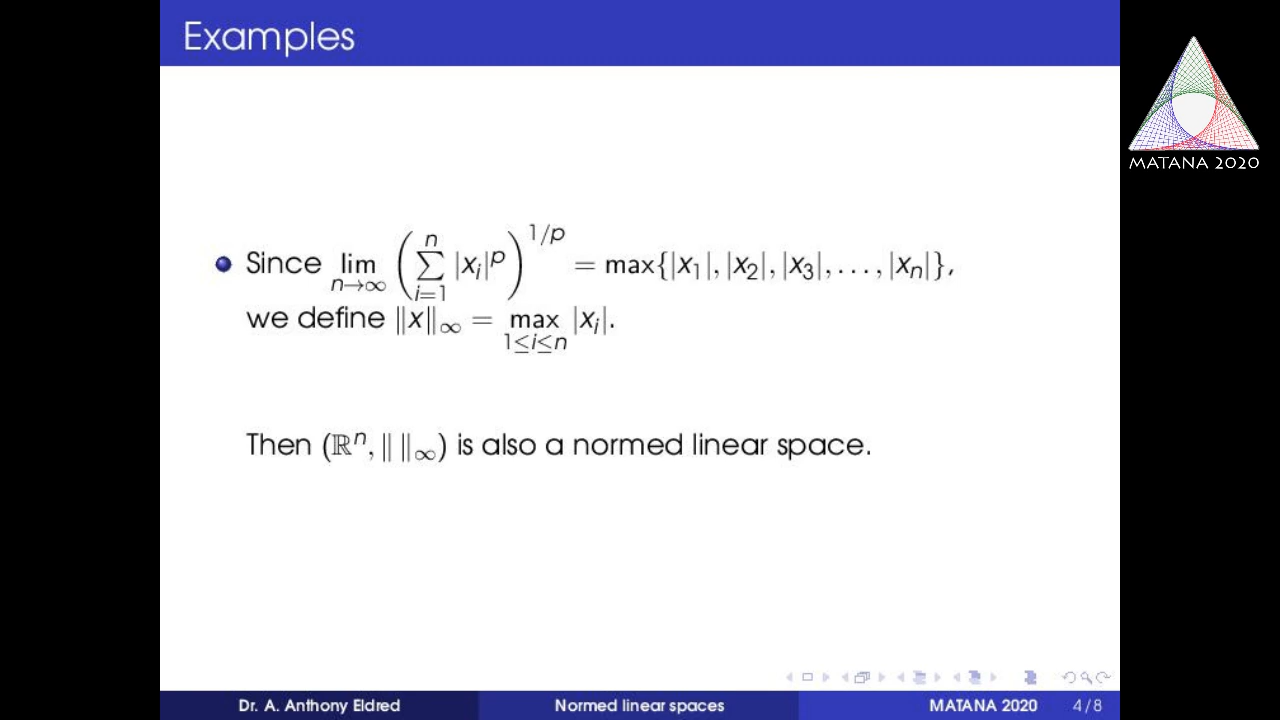 Examples
MATANA 2020
Since lim_{n→∞} (∑_{i=1}^{n} |x_i|^p)^{1/p} = max{|x_1|, |x_2|, |x_3|, . . . , |x_n|},
we define ‖x‖_∞ = max_{1≤i≤n} |x_i|.
Then (ℝ^n, ‖ ‖_∞) is also a normed linear space.
Dr. A. Anthony Eldred Normed linear spaces MATANA 2020 4/8